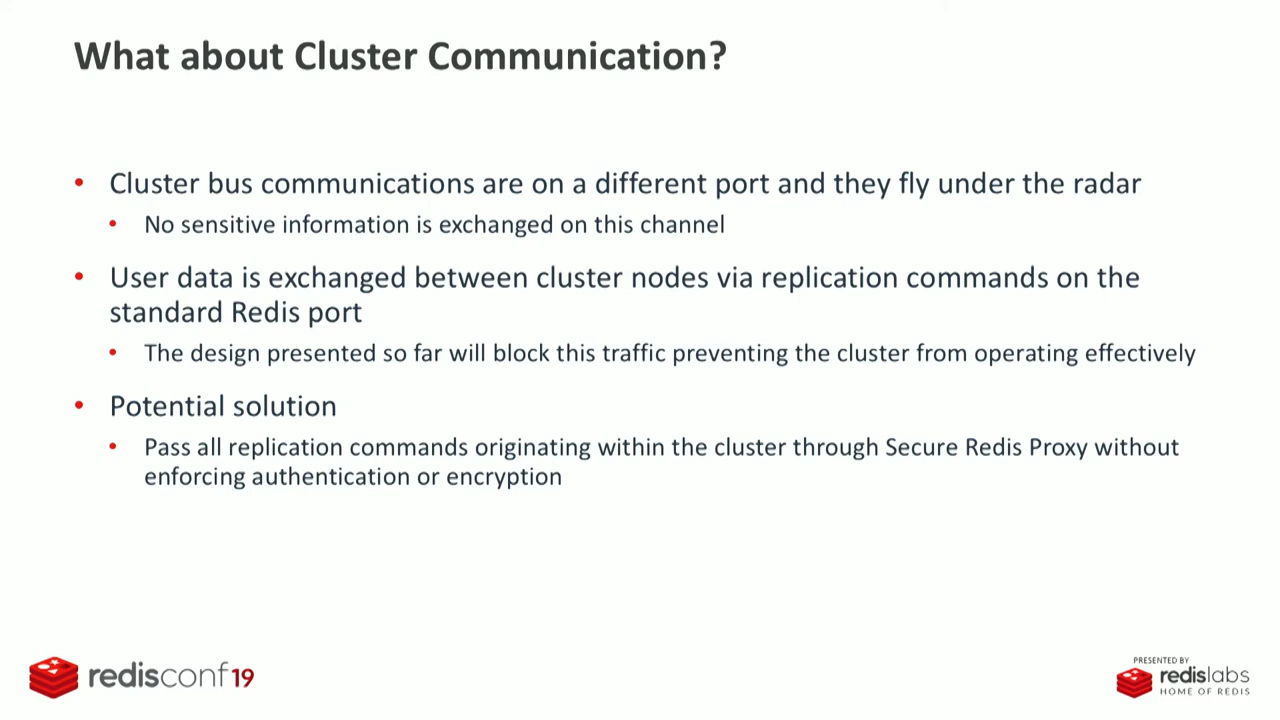 What about Cluster Communication?
• Cluster bus communications are on a different port and they fly under the radar
• No sensitive information is exchanged on this channel
• User data is exchanged between cluster nodes via replication commands on the
standard Redis port
• The design presented so far will block this traffic preventing the cluster from operating effectively
• Potential solution
• Pass all replication commands originating within the cluster through Secure Redis Proxy without
enforcing authentication or encryption
redisconf19
PRESENTED BY
redislabs
HOME OF REDIS